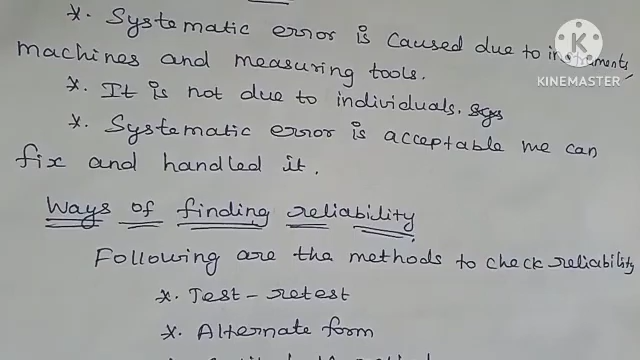 *. Systematic error is caused due to instruments
machines and measuring tools.
*. It is not due to individuals.
*. Systematic error is acceptable we can
fix and handled it.
Ways of finding reliability
Following are the methods to check reliability
*. Test-retest
*. Alternate form
KINEMASTER